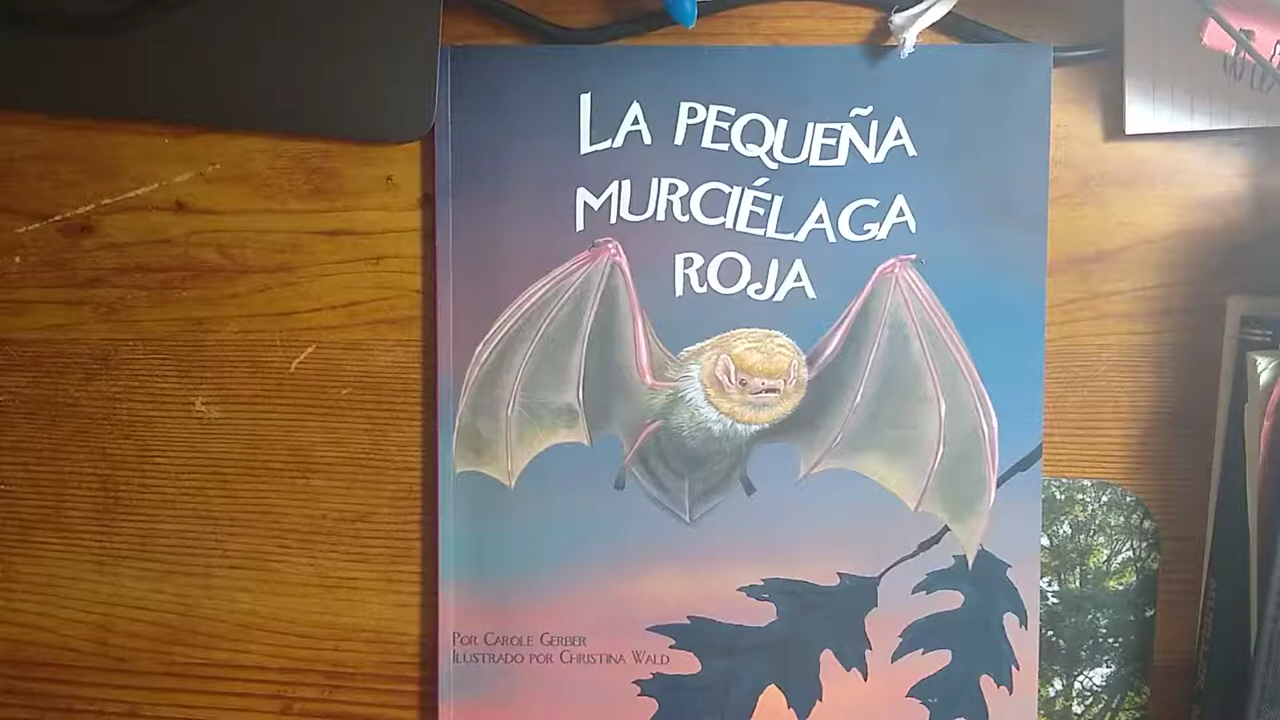 LA PEQUEÑA
MURCIÉLAGA
ROJA
POR CAROLE GERBER
ILUSTRADO POR CHRISTINA WALD